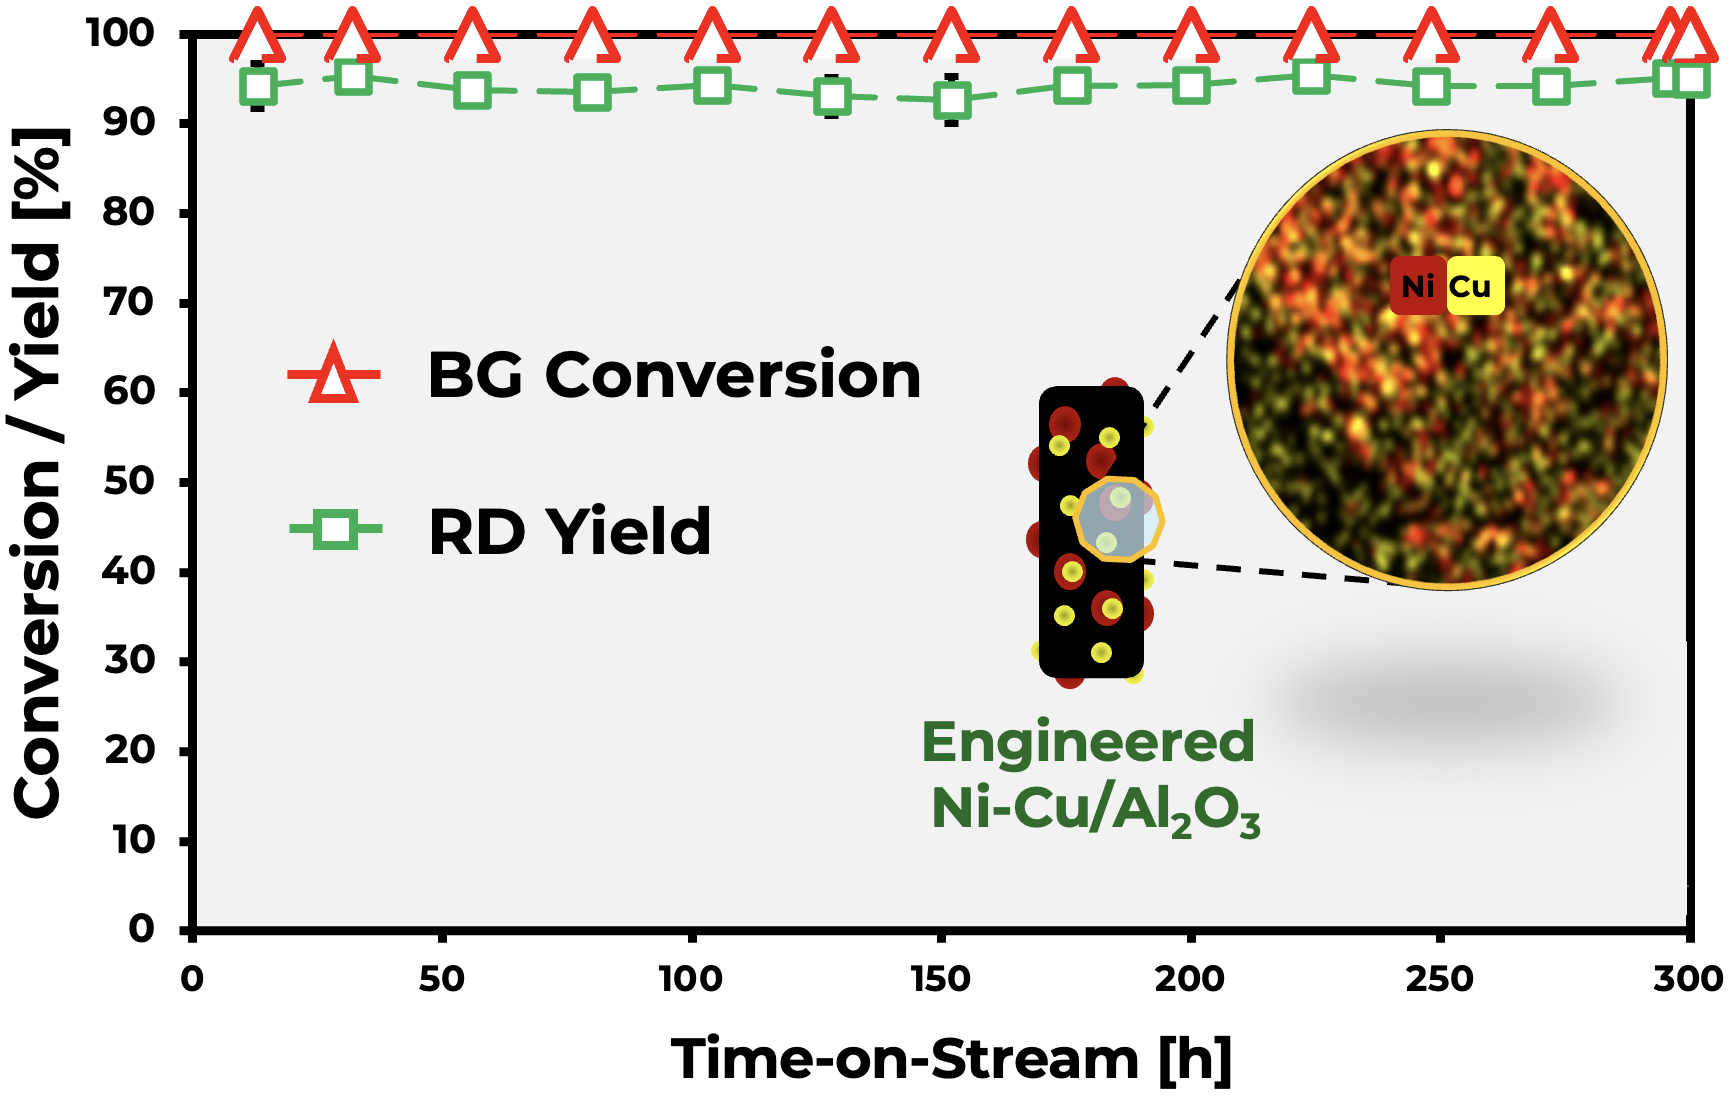 Conversion / Yield [%]
100
90
80
70
60
50
40
30
20
10
0
BG Conversion
RD Yield
Ni Cu
Engineered
Ni-Cu/Al₂O₃
0 50 100 150 200 250 300
Time-on-Stream [h]